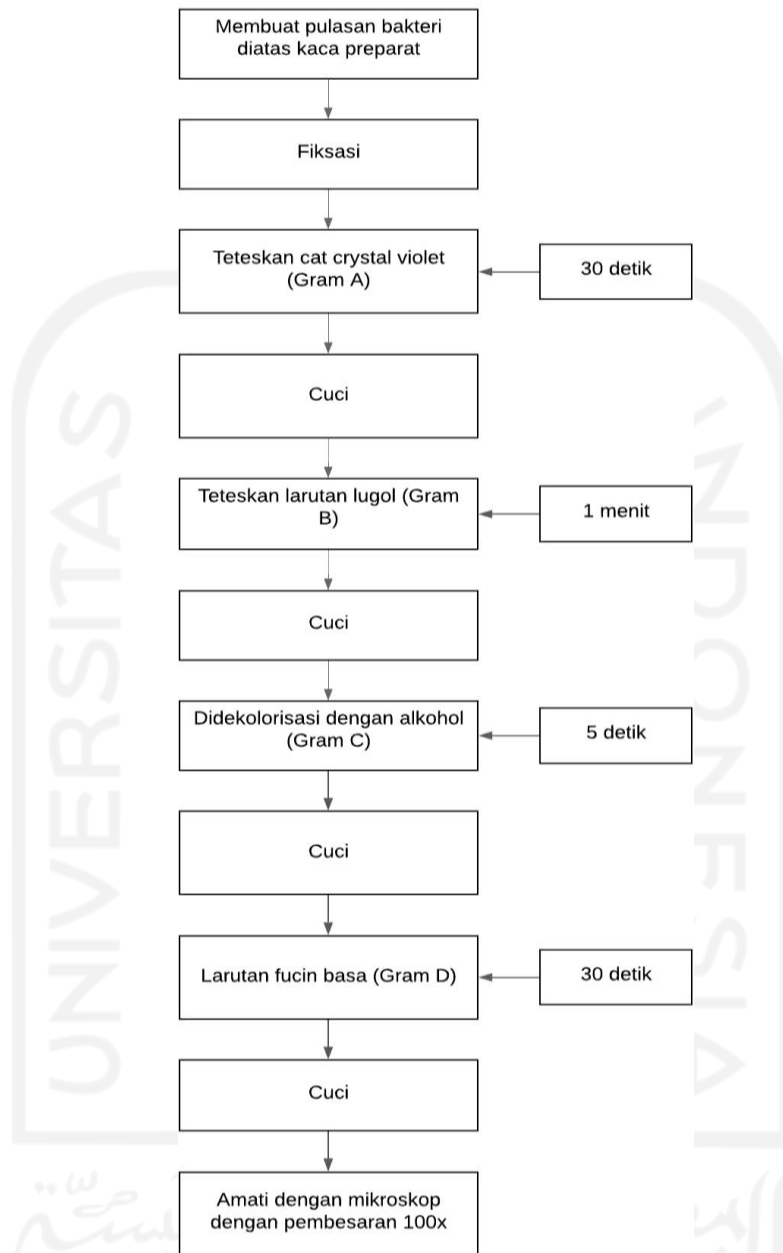 Membuat pulasan bakteri
diatas kaca preparat
Fiksasi
Teteskan cat crystal violet
(Gram A)
30 detik
Cuci
Teteskan larutan lugol (Gram
B)
1 menit
Cuci
Didekolorisasi dengan alkohol
(Gram C)
5 detik
Cuci
Larutan fucin basa (Gram D)
30 detik
Cuci
Amati dengan mikroskop
dengan pembesaran 100x
UNIVERSITAS